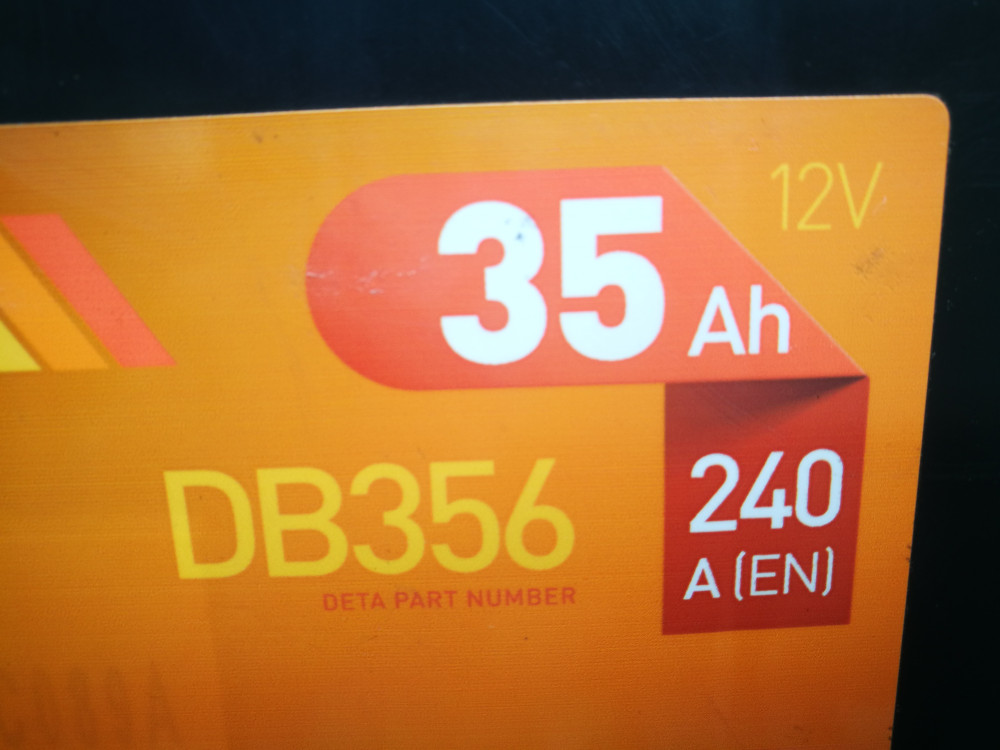 12V
35 Ah
DB356
240
A (EN)
DETA PART NUMBER